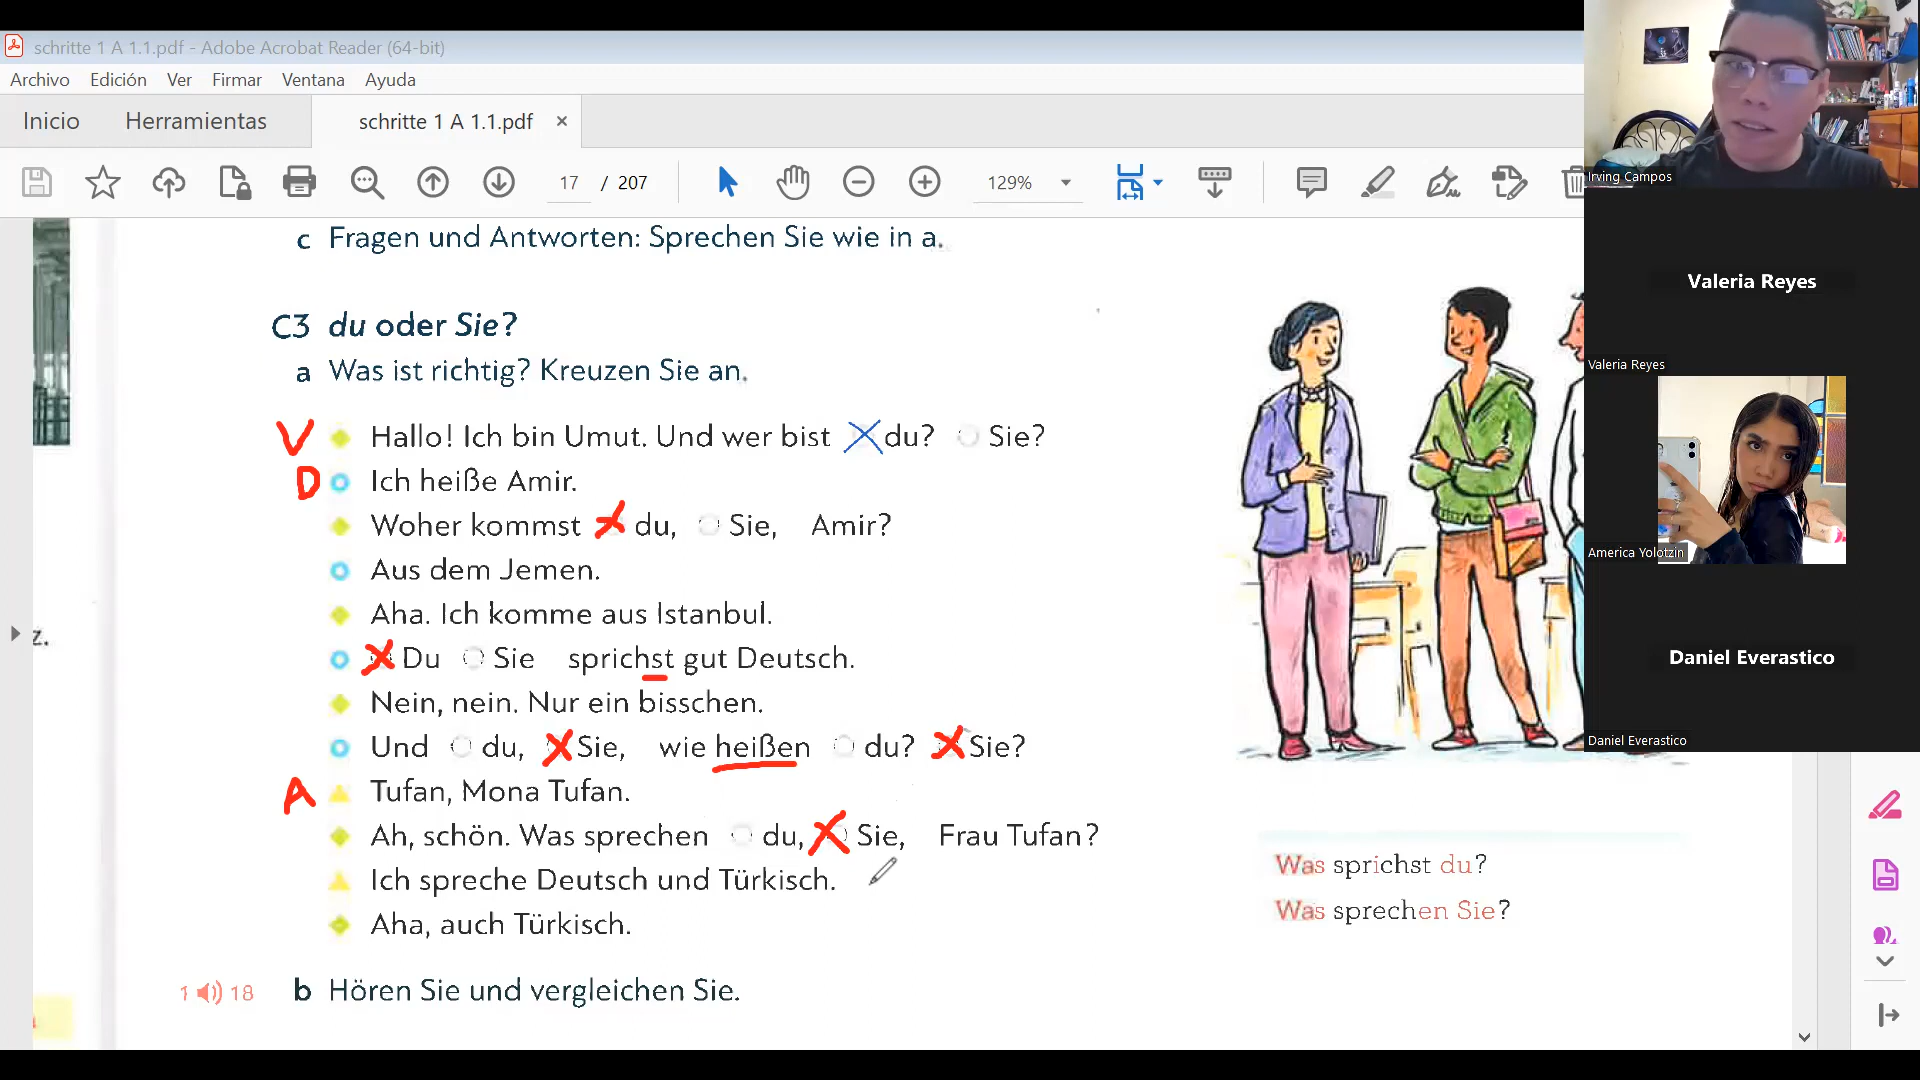 schritte 1 A 1.1.pdf - Adobe Acrobat Reader (64-bit)
Archivo Edición Ver Firmar Ventana Ayuda
Inicio Herramientas schritte 1 A 1.1.pdf ×
17 / 207 129%
c Fragen und Antworten: Sprechen Sie wie in a.
C3 du oder Sie?
a Was ist richtig? Kreuzen Sie an.
V Hallo! Ich bin Umut. Und wer bist X du? Sie?
D Ich heiße Amir.
Woher kommst X du, Sie, Amir?
Aus dem Jemen.
Aha. Ich komme aus Istanbul.
X Du Sie sprichst gut Deutsch.
Nein, nein. Nur ein bisschen.
Und du, X Sie, wie heißen du? X Sie?
A Tufan, Mona Tufan.
Ah, schön. Was sprechen du, X Sie, Frau Tufan?
Ich spreche Deutsch und Türkisch.
Aha, auch Türkisch.
1 18 b Hören Sie und vergleichen Sie.
z.
Was sprichst du?
Was sprechen Sie?
Irving Campos
Valeria Reyes
Valeria Reyes
America Yolotzin
Daniel Everastico
Daniel Everastico